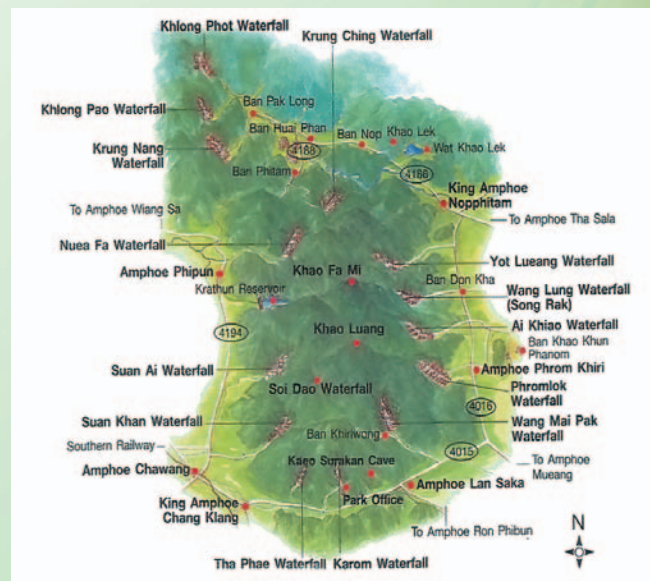 Khlong Phot Waterfall
Krung Ching Waterfall
Khlong Pao Waterfall
Ban Pak Long
Ban Huai Phan
Ban Nop
Khao Lek
Krung Nang
Waterfall
4188
Wat Khao Lek
Ban Phitam
4186
King Amphoe
Nopphitam
To Amphoe Wiang Sa
To Amphoe Tha Sala
Nuea Fa Waterfall
Yot Lueang Waterfall
Amphoe Phipun
Khao Fa Mi
Ban Don Kha
Krathun Reservoir
Wang Lung Waterfall
(Song Rak)
4194
Khao Luang
Ai Khiao Waterfall
Ban Khao Khun
Phanom
Suan Ai Waterfall
Amphoe Phrom Khiri
Soi Dao Waterfall
Phromlok
Waterfall
4016
Suan Khan Waterfall
Wang Mai Pak
Waterfall
Ban Khiriwong
Southern Railway
4015
Kaeo Surakan Cave
To Amphoe
Mueang
Amphoe Chawang
Amphoe Lan Saka
Park Office
King Amphoe
Chang Klang
To Amphoe Ron Phibun
N
Tha Phae Waterfall
Karom Waterfall